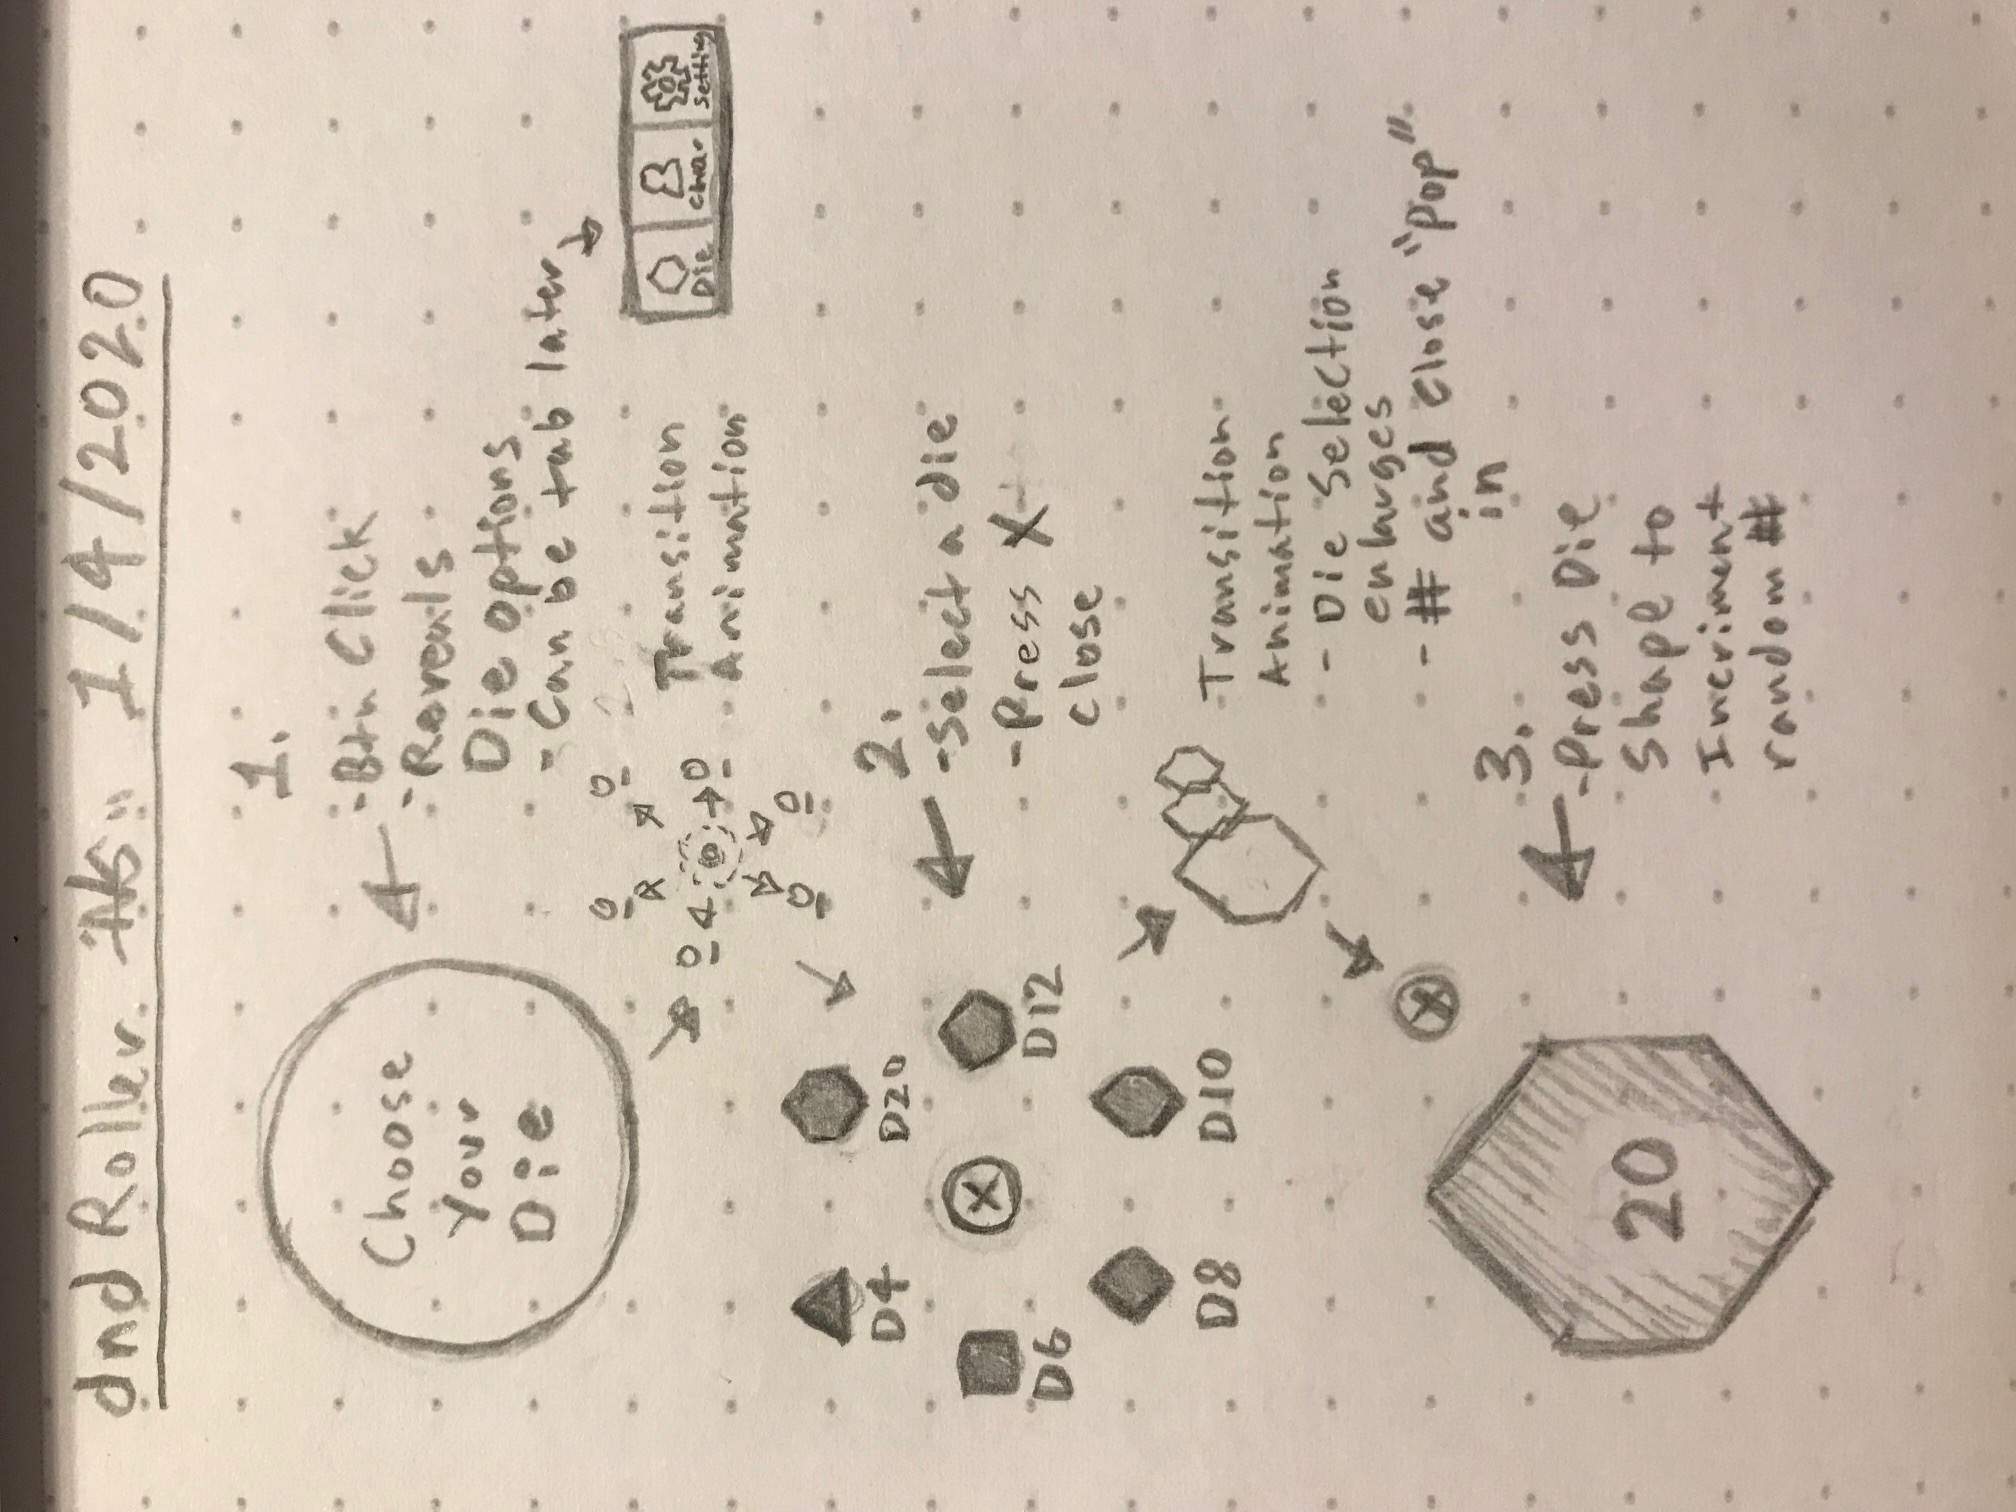 dnd Roller 1/4/2020
Choose
Your
Die
1.
- Btn Click
- Reveals
Die options
- Can be tab later
Die Char Setting
Transition
Animation
D4 D20
D6 X D12
D8 D10
2.
- Select a die
- Press X
close
Transition
Animation
- Die Selection
enlarges
- # and close "Pop"
in
X
20
3.
- Press Die
Shape to
Incriment
random #